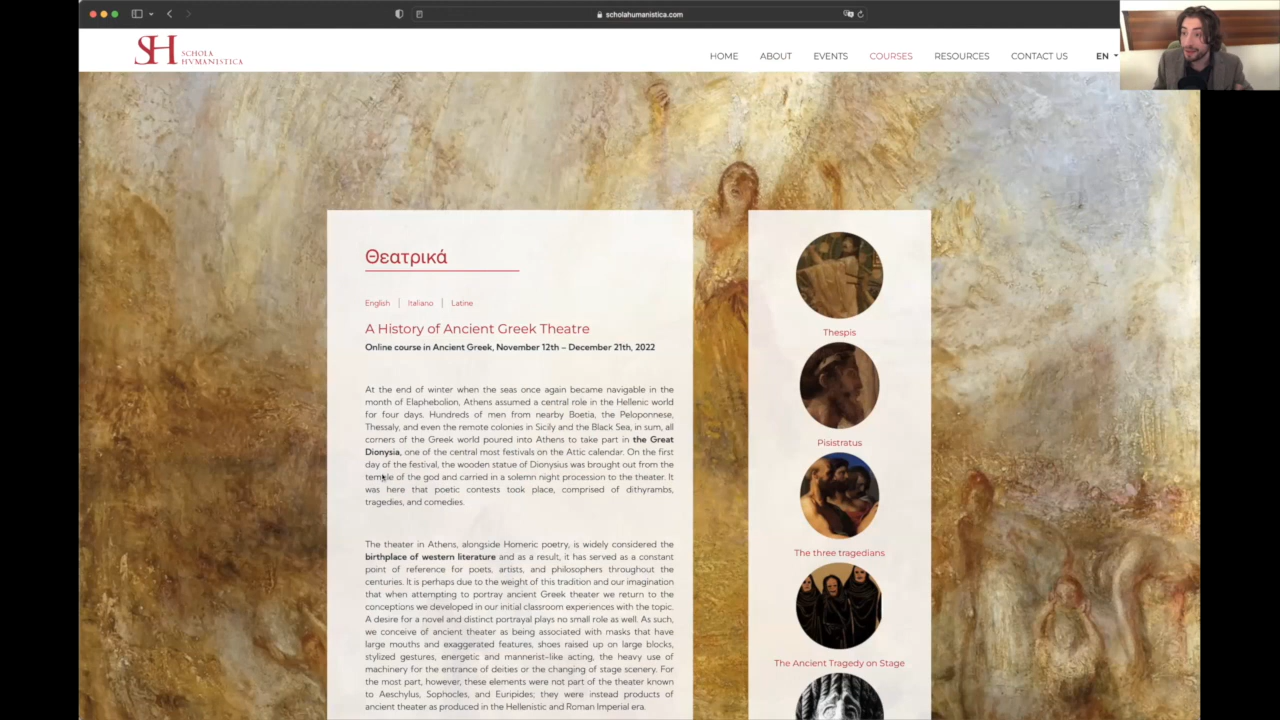 scholahumanistica.com
SH SCHOLA
HVMANISTICA
HOME ABOUT EVENTS COURSES RESOURCES CONTACT US EN
Θεατρικά
English | Italiano | Latine
A History of Ancient Greek Theatre
Online course in Ancient Greek, November 12th – December 21th, 2022
At the end of winter when the seas once again became navigable in the
month of Elaphebolion, Athens assumed a central role in the Hellenic world
for four days. Hundreds of men from nearby Boetia, the Peloponnese,
Thessaly, and even the remote colonies in Sicily and the Black Sea, in sum, all
corners of the Greek world poured into Athens to take part in the Great
Dionysia, one of the central most festivals on the Attic calendar. On the first
day of the festival, the wooden statue of Dionysius was brought out from the
temple of the god and carried in a solemn night procession to the theater. It
was here that poetic contests took place, comprised of dithyrambs,
tragedies, and comedies.
The theater in Athens, alongside Homeric poetry, is widely considered the
birthplace of western literature and as a result, it has served as a constant
point of reference for poets, artists, and philosophers throughout the
centuries. It is perhaps due to the weight of this tradition and our imagination
that when attempting to portray ancient Greek theater we return to the
conceptions we developed in our initial classroom experiences with the topic.
A desire for a novel and distinct portrayal plays no small role as well. As such,
we conceive of ancient theater as being associated with masks that have
large mouths and exaggerated features, shoes raised up on large blocks,
stylized gestures, energetic and mannerist-like acting, the heavy use of
machinery for the entrance of deities or the changing of stage scenery. For
the most part, however, these elements were not part of the theater known
to Aeschylus, Sophocles, and Euripides; they were instead products of
ancient theater as produced in the Hellenistic and Roman Imperial era.
Thespis
Pisistratus
The three tragedians
The Ancient Tragedy on Stage